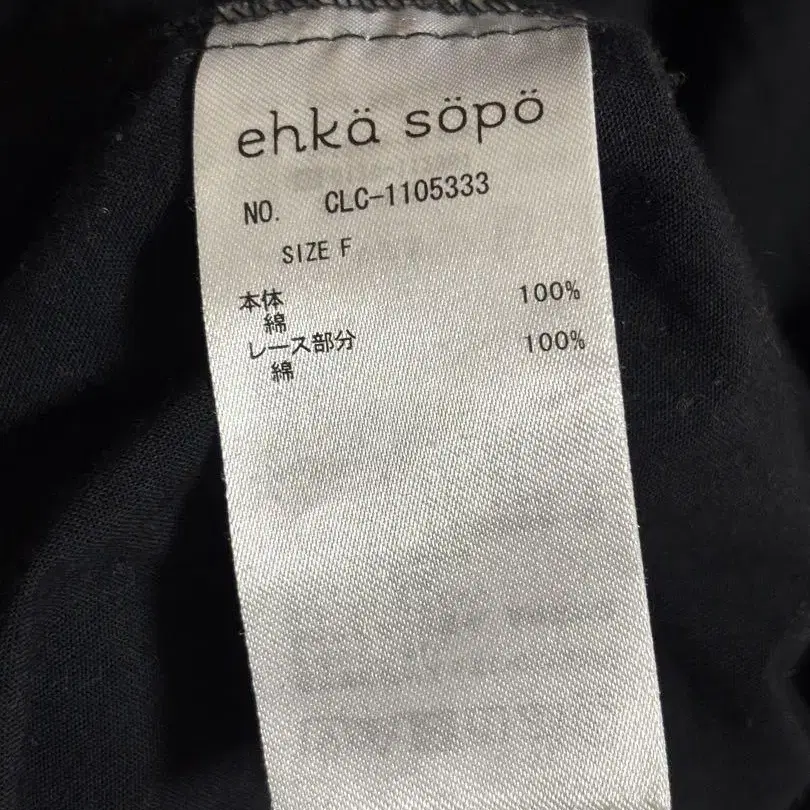 ehkä söpö
NO. CLC-1105333
SIZE F
本体 100%
綿
レース部分 100%
綿